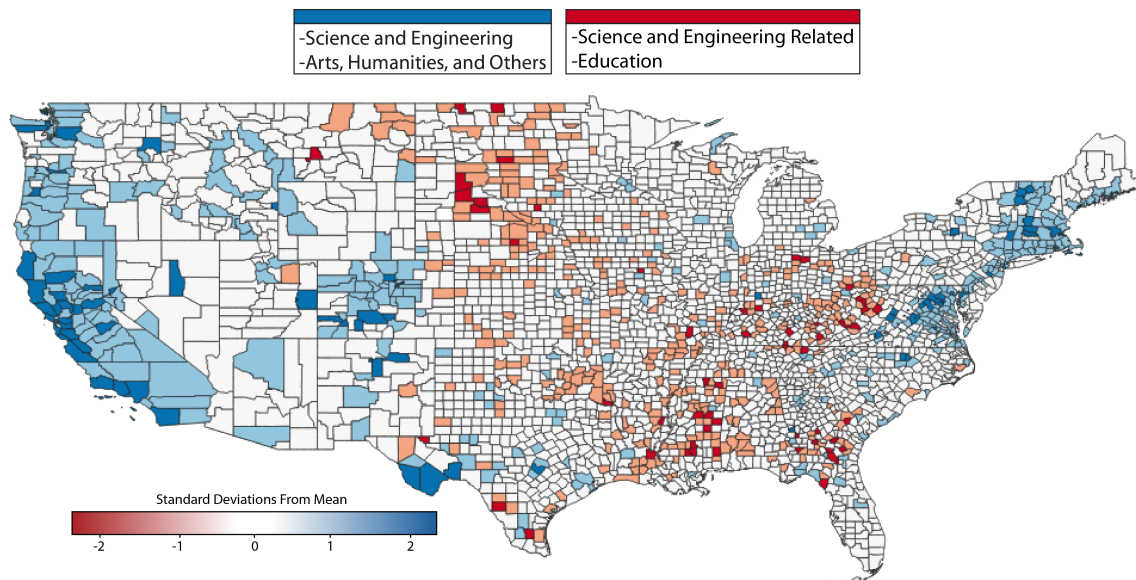 -Science and Engineering
-Arts, Humanities, and Others
-Science and Engineering Related
-Education
Standard Deviations From Mean
-2 -1 0 1 2